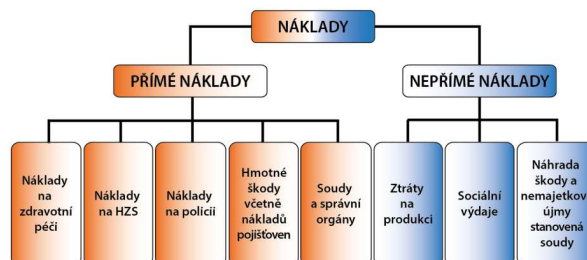 NÁKLADY
PŘÍMÉ NÁKLADY
NEPŘÍMÉ NÁKLADY
Náklady
na
zdravotní
péči
Náklady
na HZS
Náklady
na policii
Hmotné
škody
včetně
nákladů
pojišťoven
Soudy
a správní
orgány
Ztráty
na
produkci
Sociální
výdaje
Náhrada
škody a
nemajetkov
újmy
stanovená
soudy